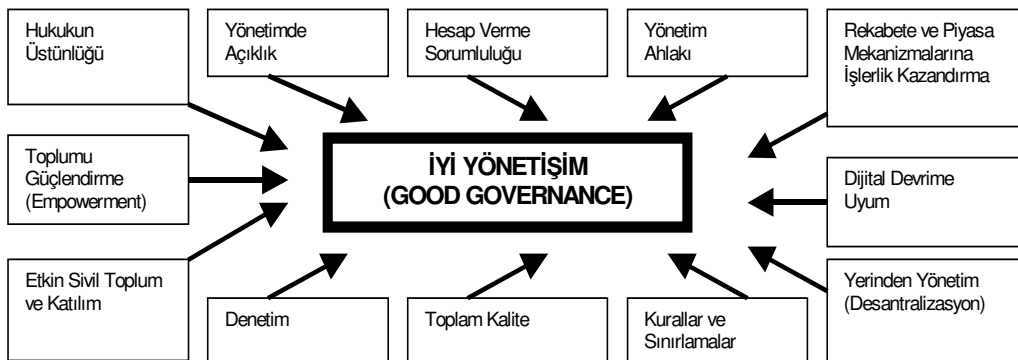 Hukukun
Üstünlüğü
Yönetimde
Açıklık
Hesap Verme
Sorumluluğu
Yönetim
Ahlakı
Rekabete ve Piyasa
Mekanizmalarına
İşlerlik Kazandırma
Toplumu
Güçlendirme
(Empowerment)
İYİ YÖNETİŞİM
(GOOD GOVERNANCE)
Dijital Devrime
Uyum
Etkin Sivil Toplum
ve Katılım
Denetim
Toplam Kalite
Kurallar ve
Sınırlamalar
Yerinden Yönetim
(Desantralizasyon)